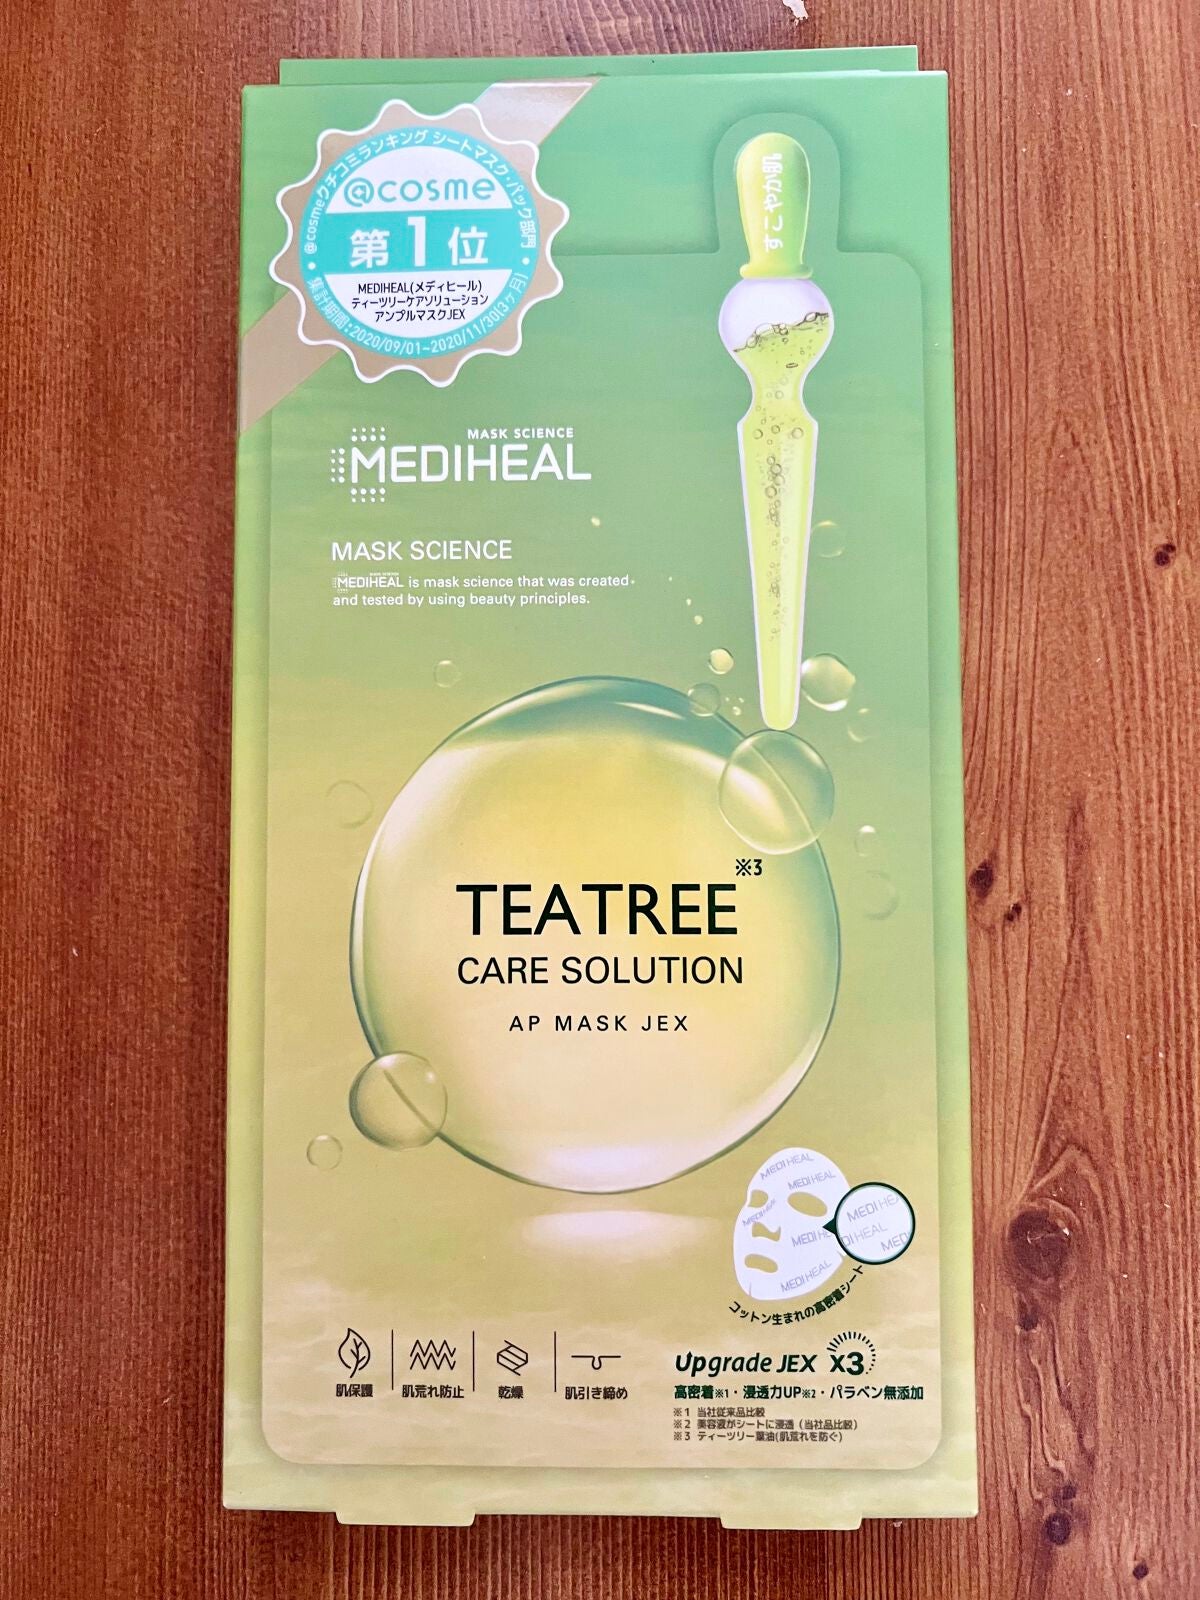 @cosmeクチコミランキング シートマスク・パック部門
@cosme
第1位
MEDIHEAL(メディヒール)
ティーツリーケアソリューション
アンプルマスクJEX
集計期間:2020/09/01~2020/11/30(3ヶ月)
すこやか肌
MASK SCIENCE
MEDIHEAL
MASK SCIENCE
MEDIHEAL is mask science that was created
and tested by using beauty principles.
TEATREE※3
CARE SOLUTION
AP MASK JEX
MEDIHEAL
MEDIHEAL
MEDIHEAL
MEDIHE
MEDIHEAL
MEDIHE
DIHEAL
MED
コットン生まれの高密着シート
肌保護
肌荒れ防止
乾燥
肌引き締め
Upgrade JEX x3
高密着※1・浸透力UP※2・パラベン無添加
※1 当社従来品比較
※2 美容液がシートに浸透(当社品比較)
※3 ティーツリー葉油(肌荒れを防ぐ)